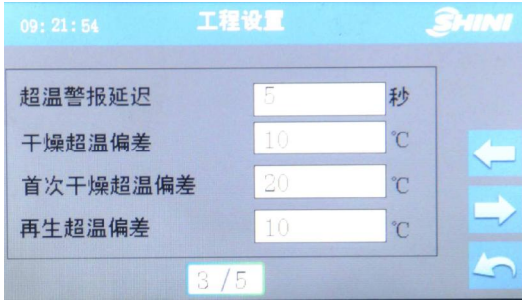 09:21:54 工程设置 SHINI
超温警报延迟 5 秒
干燥超温偏差 10 ℃
首次干燥超温偏差 20 ℃
再生超温偏差 10 ℃
3 /5